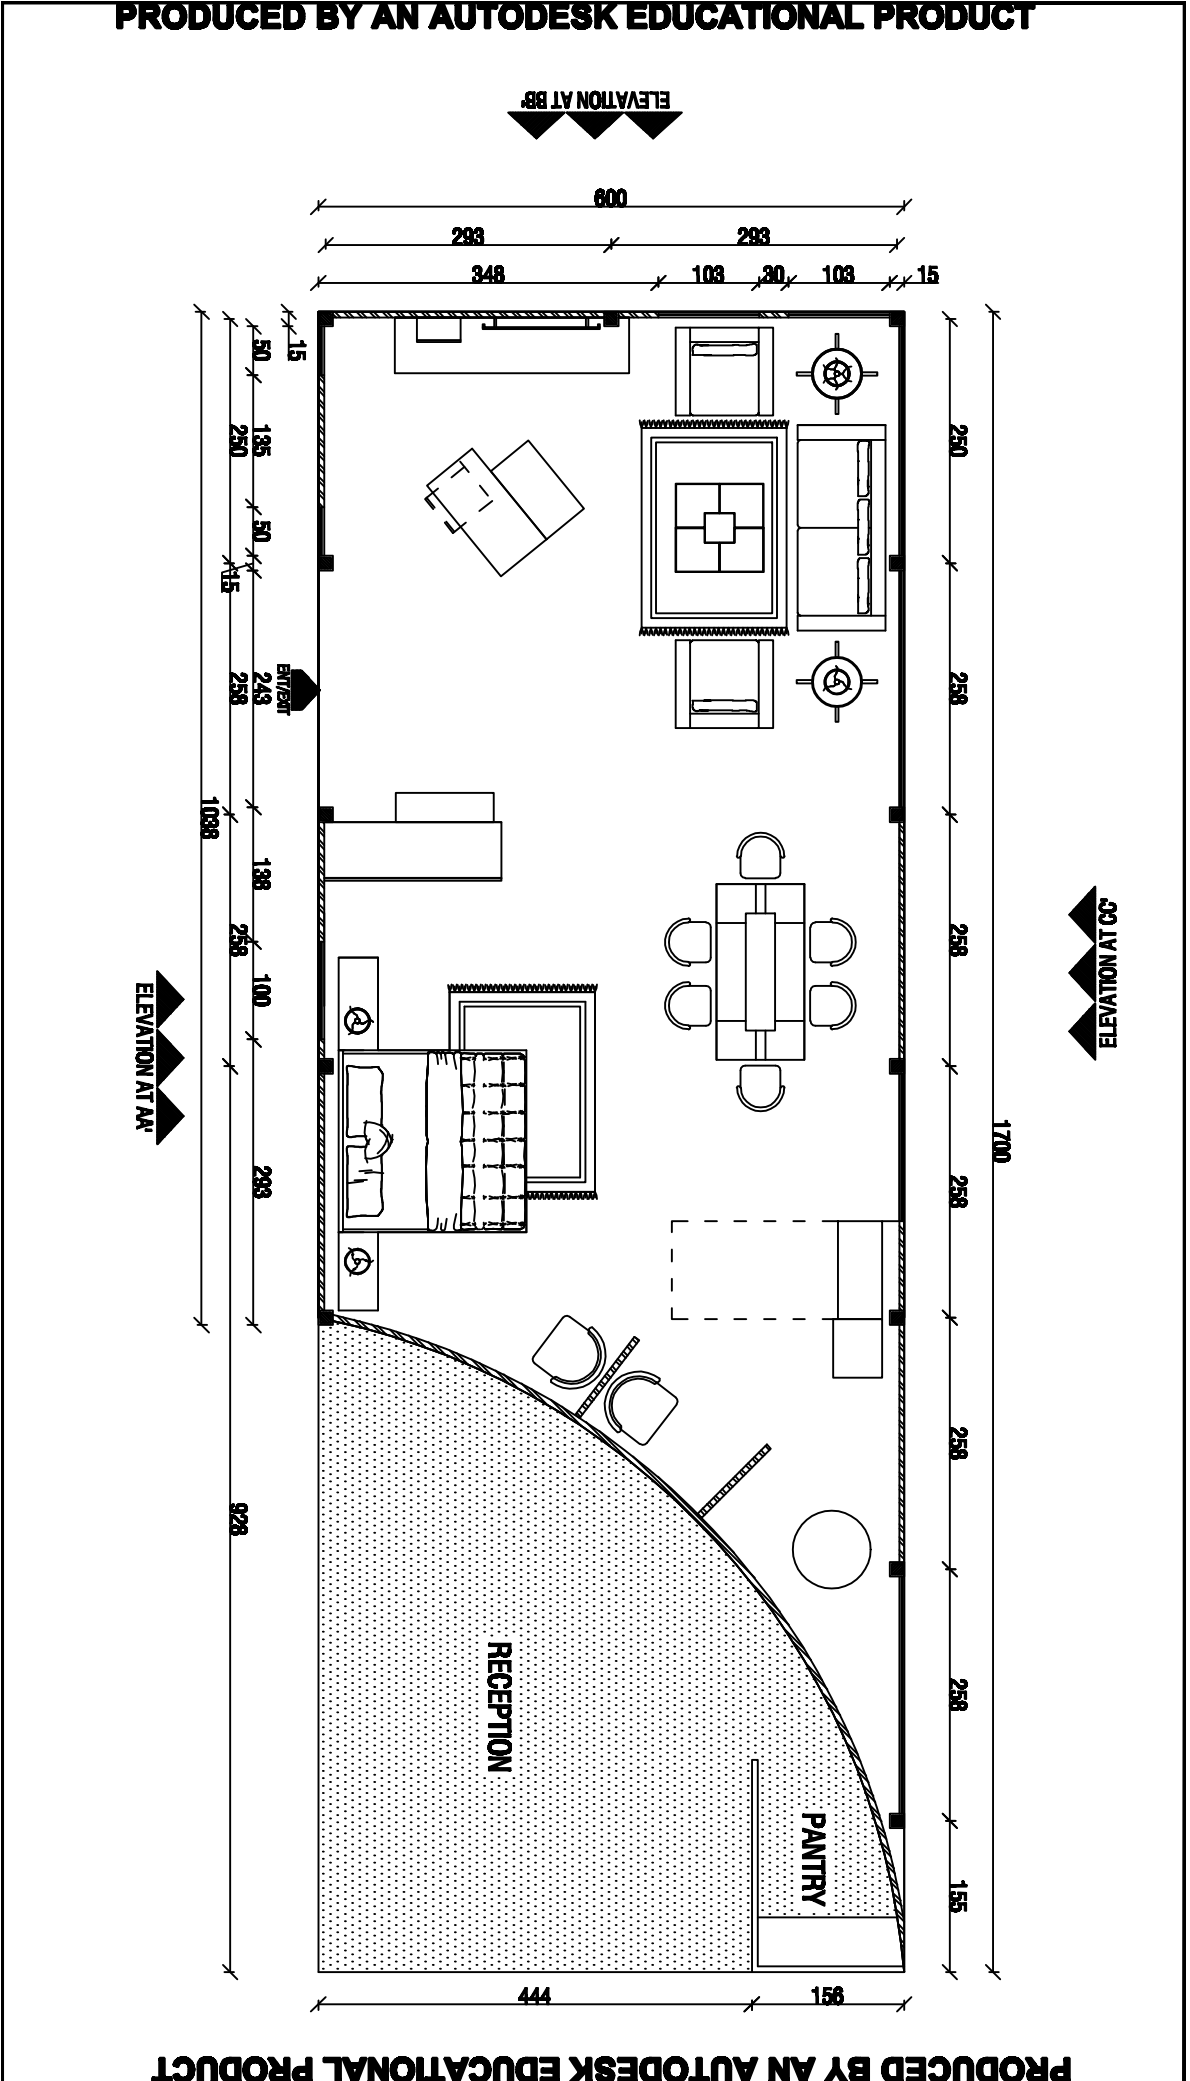 PRODUCED BY AN AUTODESK EDUCATIONAL PRODUCT
ELEVATION AT BB'
600
293 293
348 103 30 103 15
15
50
135
250
50
15
ENT/EXIT
243
258
1038
138
258
100
293
928
ELEVATION AT AA'
250
258
258
258
258
258
155
1700
ELEVATION AT CC'
RECEPTION
PANTRY
444 156
PRODUCED BY AN AUTODESK EDUCATIONAL PRODUCT